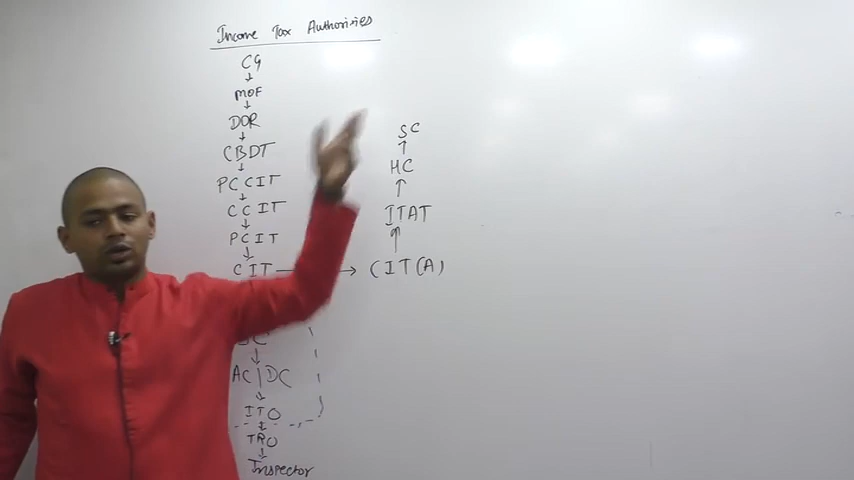 Income Tax Authorities
CG
MOF
DOR
CBDT
PCCIT
CCIT
PCIT
CIT
SC
HC
ITAT
CIT(A)
AC|DC
ITO
TRO
Inspector